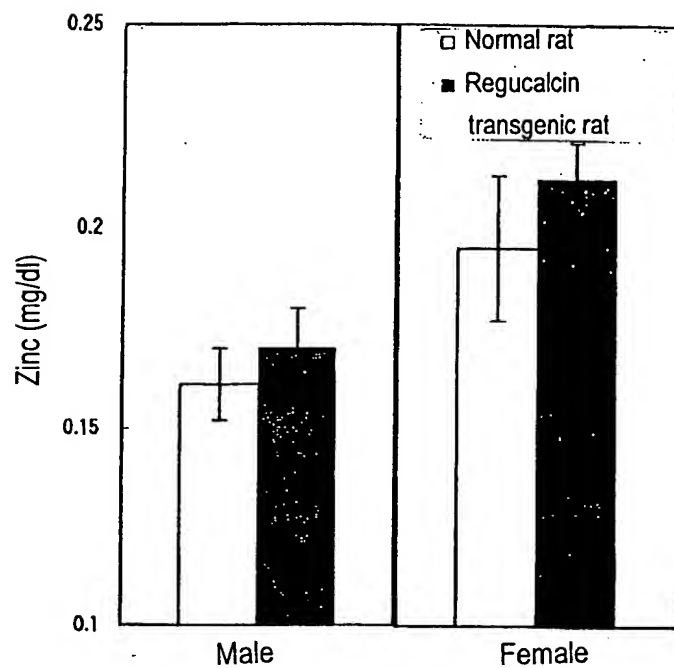 0.25
□ Normal rat
■ Regucalcin
transgenic rat
0.2
Zinc (mg/dl)
0.15
0.1
Male
Female